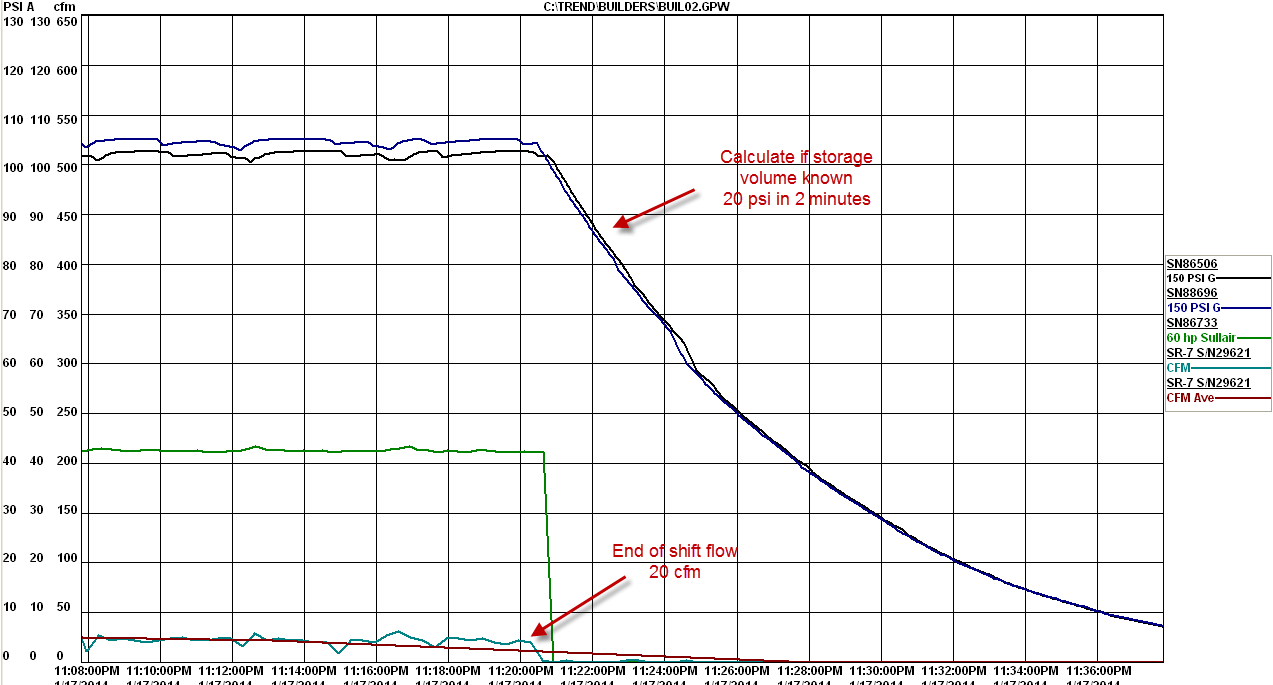 PSI A cfm C:\TREND\BUILDERS\BUIL02.GPW
130 130 650
120 120 600
110 110 550
100 100 500
90 90 450
80 80 400
70 70 350
60 60 300
50 50 250
40 40 200
30 30 150
20 20 100
10 10 50
0 0 0
Calculate if storage
volume known
20 psi in 2 minutes
End of shift flow
20 cfm
SN86506
150 PSI G
SN88696
150 PSI G
SN86733
60 hp Sullair
SR-7 S/N29621
CFM
SR-7 S/N29621
CFM Ave
11:08:00PM 11:10:00PM 11:12:00PM 11:14:00PM 11:16:00PM 11:18:00PM 11:20:00PM 11:22:00PM 11:24:00PM 11:26:00PM 11:28:00PM 11:30:00PM 11:32:00PM 11:34:00PM 11:36:00PM